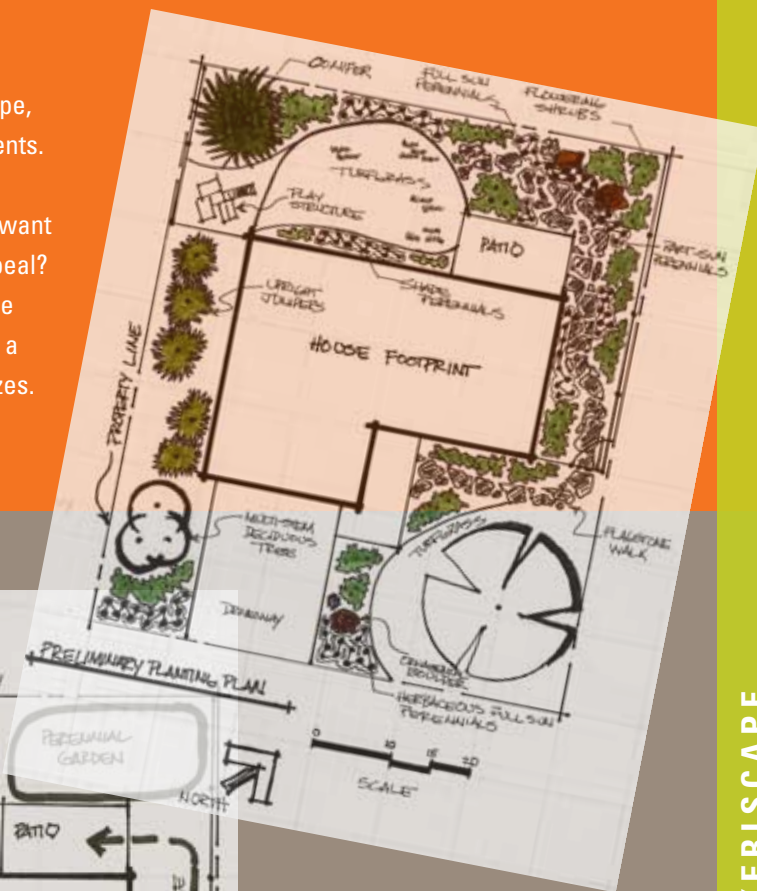 pe,
ents.
want
peal?
e
a
zes.
CONIFER
FULL SUN
PERENNIALS
FLOWERING
SHRUBS
TURFGRASS
PLAY
STRUCTURE
PATIO
PART-SUN
PERENNIALS
SHADE
PERENNIALS
UPRIGHT
JUNIPERS
HOUSE FOOTPRINT
PROPERTY LINE
MULTI-STEM
DECIDUOUS
TREES
TURFGRASS
FLAGSTONE
WALK
DRIVEWAY
ORNAMENTAL
BOULDER
HERBACEOUS FULL SUN
PERENNIALS
PRELIMINARY PLANTING PLAN
0 10 15 20
SCALE
NORTH
PERENNIAL
GARDEN
PATIO
ERISCAPE